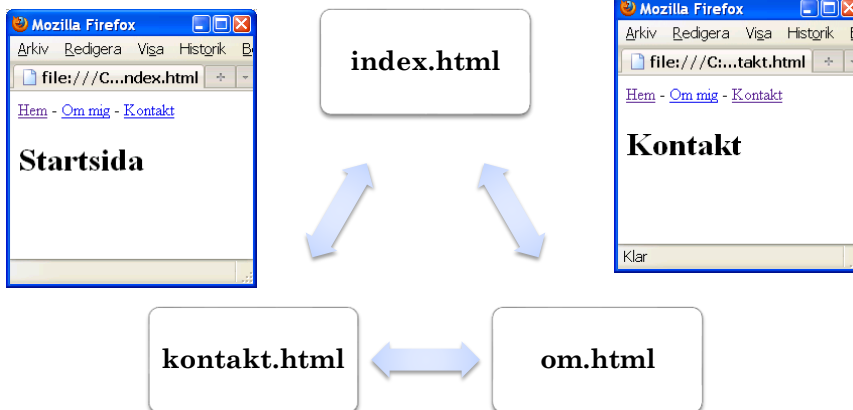 Mozilla Firefox
Arkiv Redigera Visa Historik
file:///C...ndex.html
Hem - Om mig - Kontakt
Startsida
index.html
Mozilla Firefox
Arkiv Redigera Visa Historik
file:///C:...takt.html
Hem - Om mig - Kontakt
Kontakt
Klar
kontakt.html
om.html